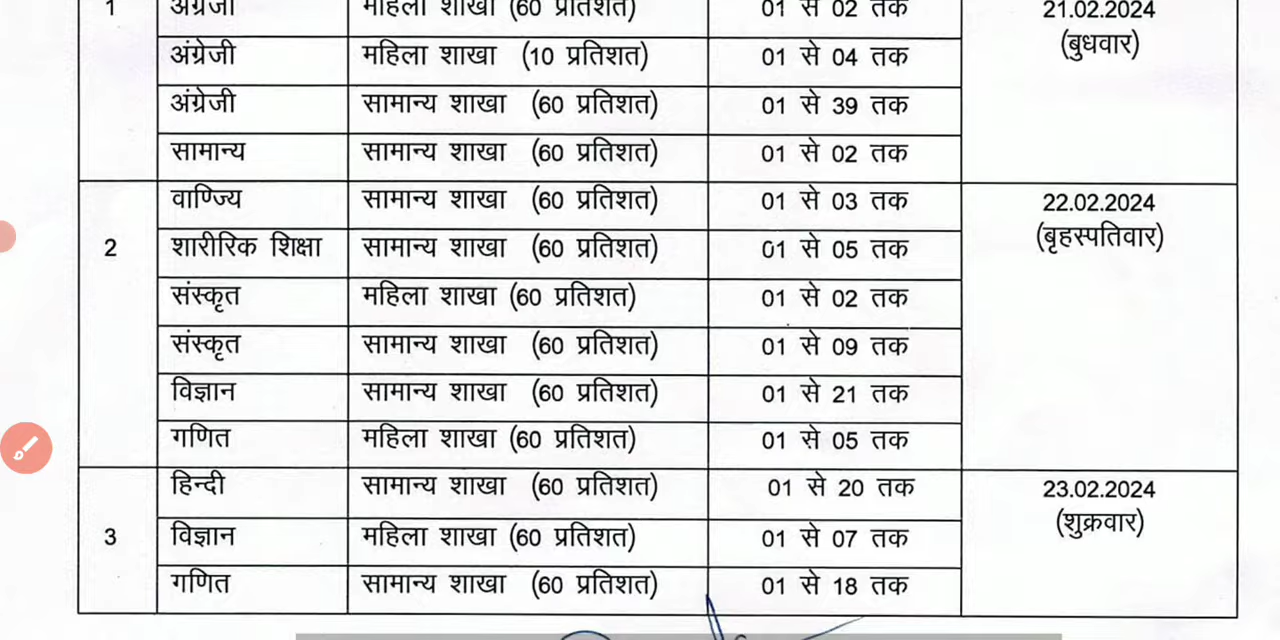 1 अंग्रेजी महिला शाखा (60 प्रतिशत) 01 से 02 तक 21.02.2024
(बुधवार)
अंग्रेजी महिला शाखा (10 प्रतिशत) 01 से 04 तक
अंग्रेजी सामान्य शाखा (60 प्रतिशत) 01 से 39 तक
सामान्य सामान्य शाखा (60 प्रतिशत) 01 से 02 तक
2 वाण्ज्यि सामान्य शाखा (60 प्रतिशत) 01 से 03 तक 22.02.2024
(बृहस्पतिवार)
शारीरिक शिक्षा सामान्य शाखा (60 प्रतिशत) 01 से 05 तक
संस्कृत महिला शाखा (60 प्रतिशत) 01 से 02 तक
संस्कृत सामान्य शाखा (60 प्रतिशत) 01 से 09 तक
विज्ञान सामान्य शाखा (60 प्रतिशत) 01 से 21 तक
गणित महिला शाखा (60 प्रतिशत) 01 से 05 तक
3 हिन्दी सामान्य शाखा (60 प्रतिशत) 01 से 20 तक 23.02.2024
(शुक्रवार)
विज्ञान महिला शाखा (60 प्रतिशत) 01 से 07 तक
गणित सामान्य शाखा (60 प्रतिशत) 01 से 18 तक